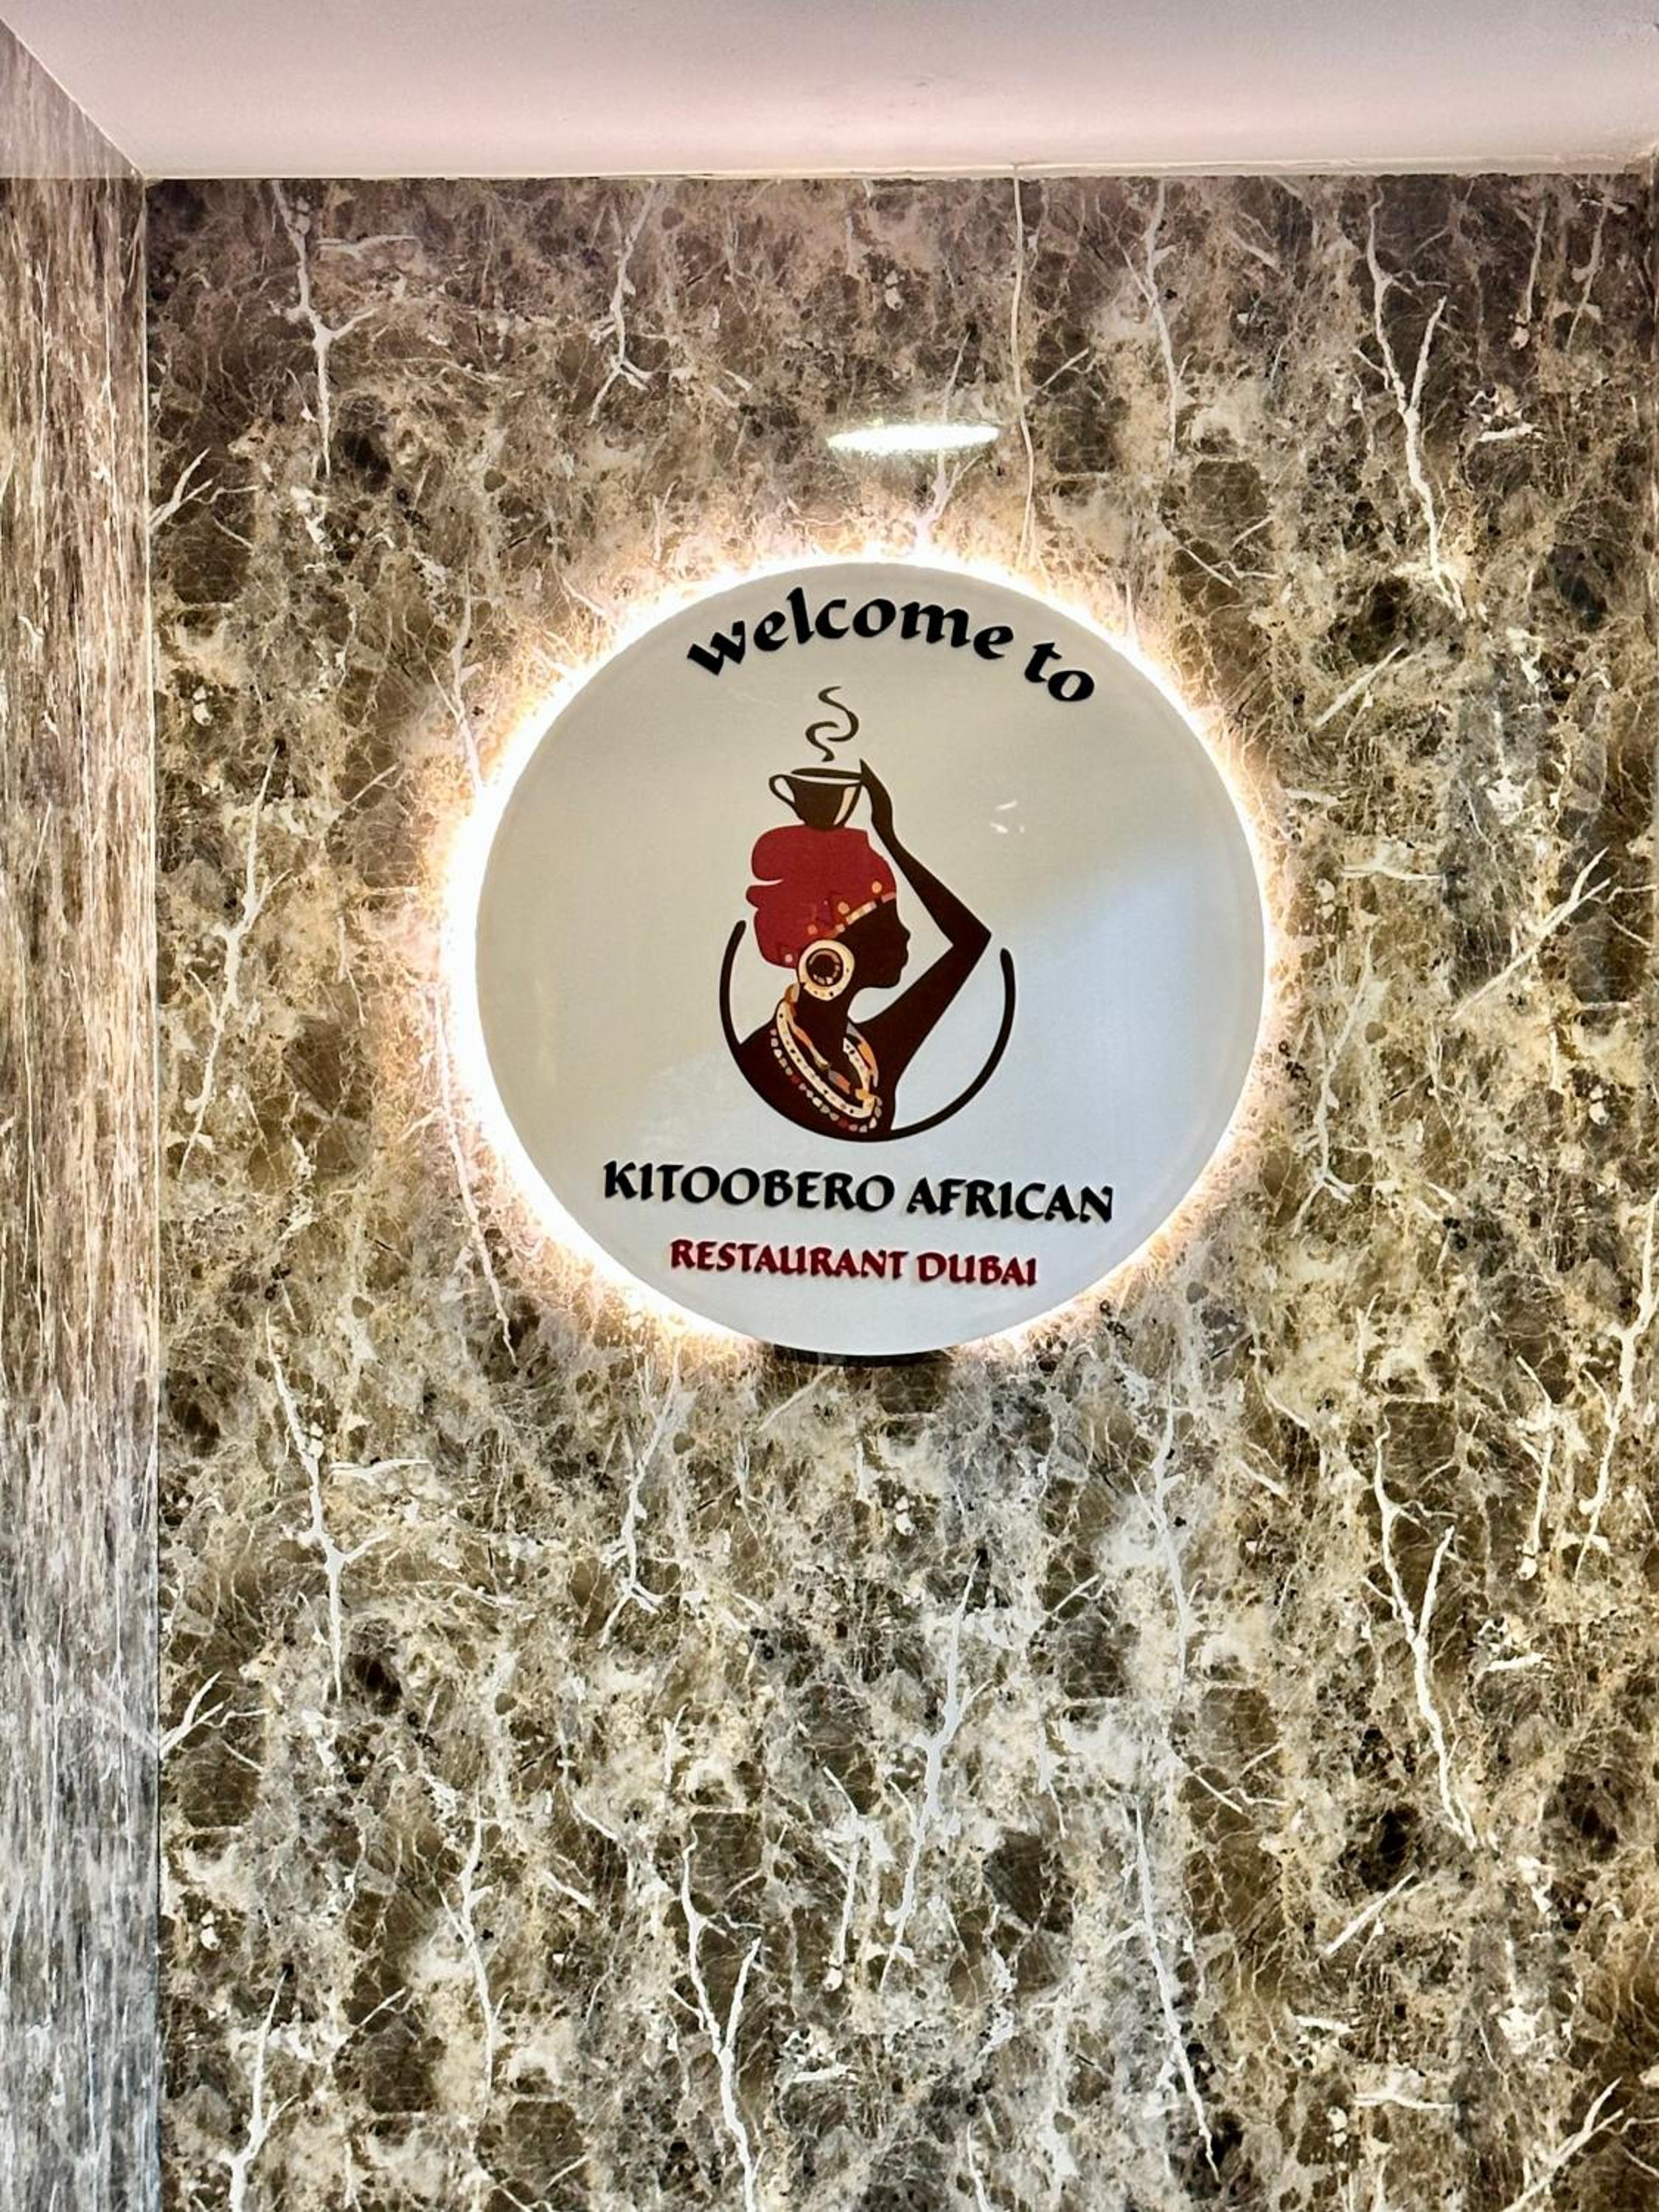 welcome to
KITOOBERO AFRICAN
RESTAURANT DUBAI